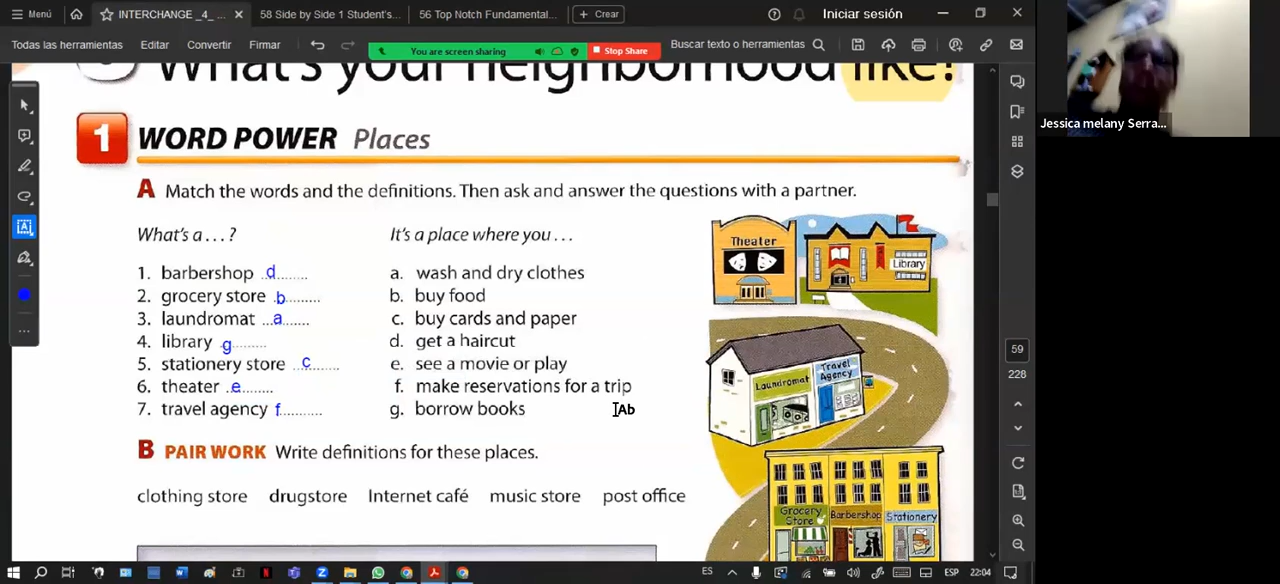 Menú
INTERCHANGE _4_ ...
58 Side by Side 1 Student's...
56 Top Notch Fundamental...
Crear
Iniciar sesión
Todas las herramientas
Editar
Convertir
Firmar
You are screen sharing
Stop Share
Buscar texto o herramientas
What's your neighborhood like?
1 WORD POWER Places
A Match the words and the definitions. Then ask and answer the questions with a partner.
What's a . . . ?
It's a place where you . . .
1. barbershop ..d........
a. wash and dry clothes
2. grocery store ..b.........
b. buy food
3. laundromat ...a.......
c. buy cards and paper
4. library ..g.........
d. get a haircut
5. stationery store ...c.......
e. see a movie or play
6. theater ...e........
f. make reservations for a trip
7. travel agency .f..........
g. borrow books
Ab
B PAIR WORK Write definitions for these places.
clothing store drugstore Internet café music store post office
Theater
Library
Laundromat
Travel Agency
Grocery Store
Barbershop
Stationery
59
228
Jessica melany Serra...
ES
ESP
22:04